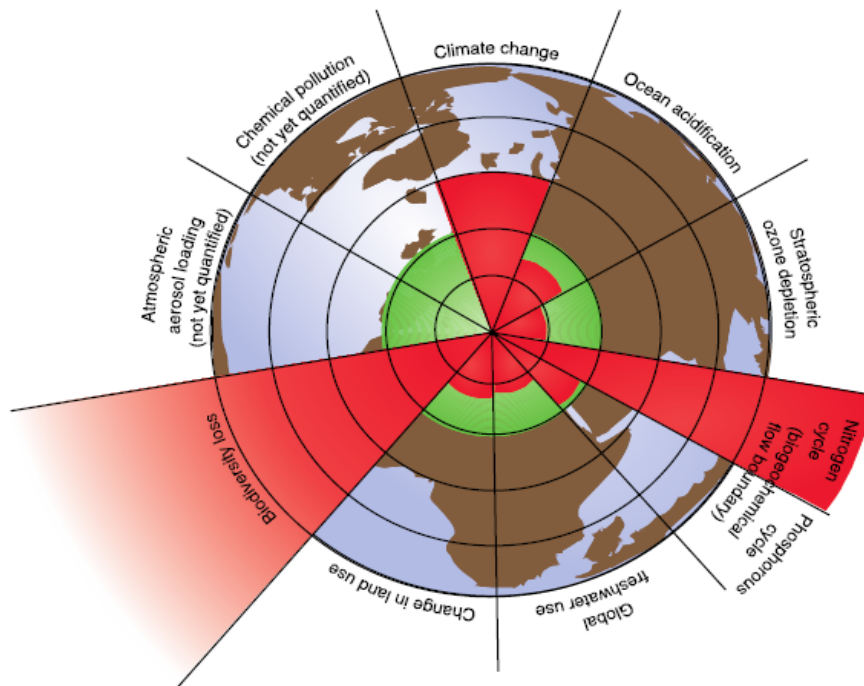 Climate change
Ocean acidification
Stratospheric
ozone depletion
Nitrogen
cycle
(biogeochemical
flow boundary)
Phosphorous
cycle
Global
freshwater use
Change in land use
Biodiversity loss
Atmospheric
aerosol loading
(not yet quantified)
Chemical pollution
(not yet quantified)